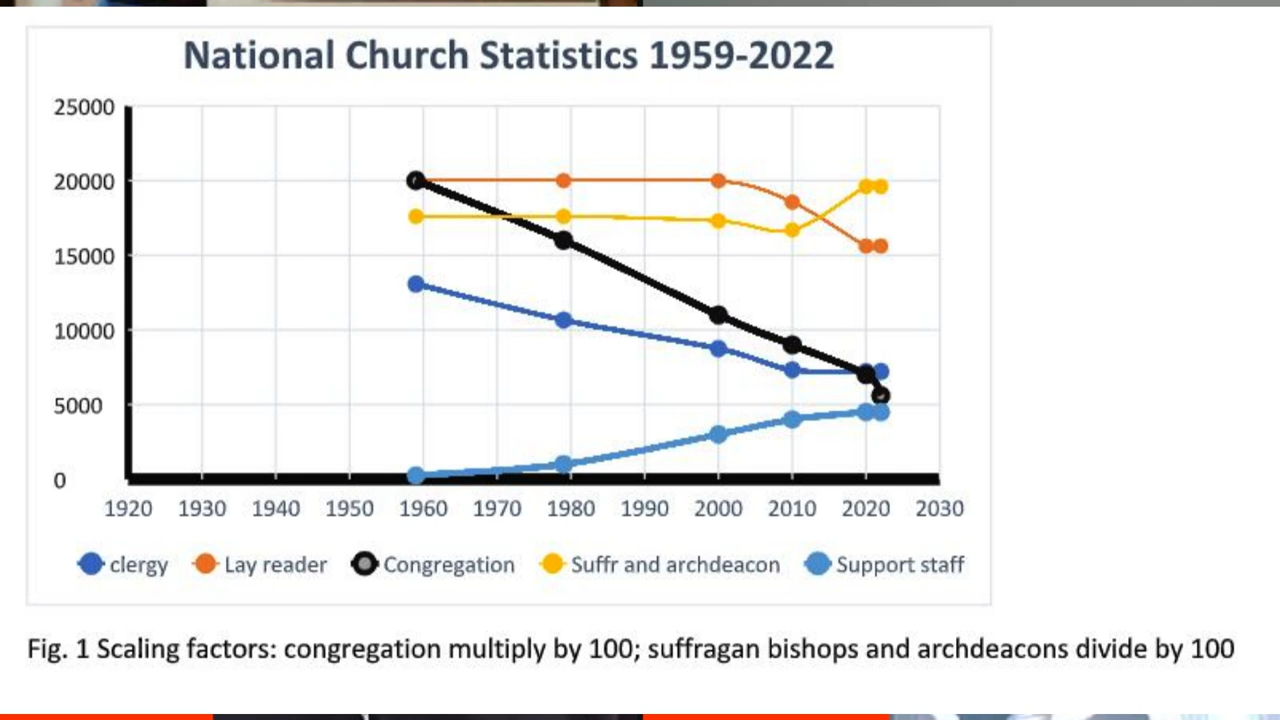 National Church Statistics 1959-2022
25000
20000
15000
10000
5000
0
1920 1930 1940 1950 1960 1970 1980 1990 2000 2010 2020 2030
clergy Lay reader Congregation Suffr and archdeacon Support staff
Fig. 1 Scaling factors: congregation multiply by 100; suffragan bishops and archdeacons divide by 100